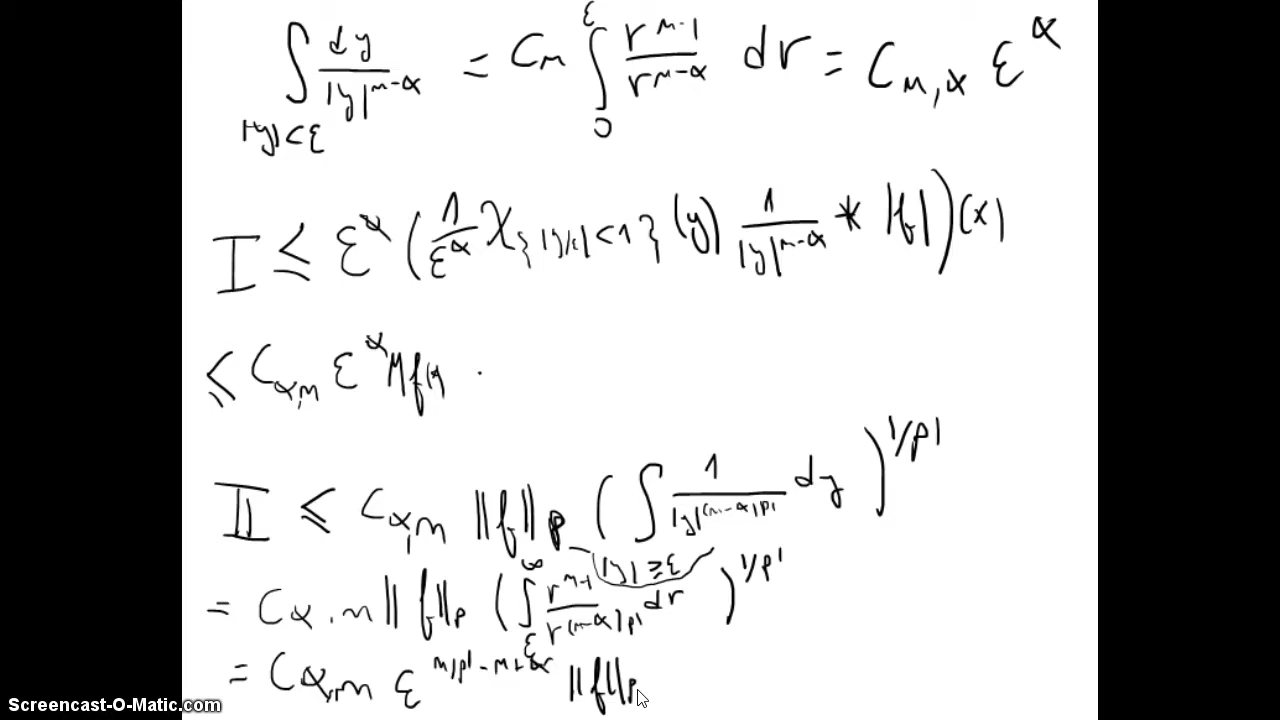 ∫_{|y|<ε} dy / |y|^{n-α} = C_n ∫_0^ε r^{n-1} / r^{n-α} dr = C_{n,α} ε^α
I ≤ ε^α ( 1/ε^α χ_{{|y/ε|<1}} (y) 1/|y|^{n-α} * |f| ) (x)
≤ C_{α,n} ε^α Mf(x) .
II ≤ C_{α,n} ||f||_p ( ∫_{|y|≥ε} 1 / |y|^{(n-α)p'} dy )^{1/p'}
= C_{α,n} ||f||_p ( ∫_ε^∞ r^{n-1} / r^{(n-α)p'} dr )^{1/p'}
= C_{α,n} ε^{n/p' - n + α} ||f||_p
Screencast-O-Matic.com